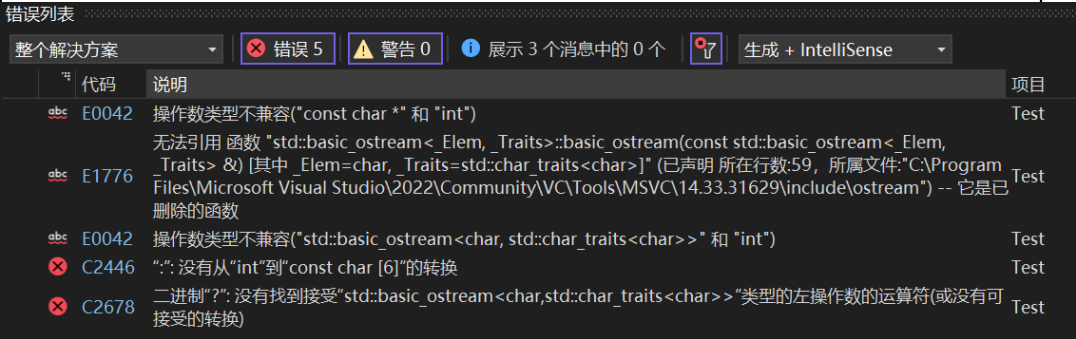 错误列表
整个解决方案 错误 5 警告 0 展示 3 个消息中的 0 个 生成 + IntelliSense
代码 说明 项目
abc E0042 操作数类型不兼容("const char *" 和 "int") Test
无法引用 函数 "std::basic_ostream<_Elem, _Traits>::basic_ostream(const std::basic_ostream<_Elem,
_Traits> &) [其中 _Elem=char, _Traits=std::char_traits<char>]" (已声明 所在行数:59，所属文件:"C:\Program
abc E1776 Files\Microsoft Visual Studio\2022\Community\VC\Tools\MSVC\14.33.31629\include\ostream") -- 它是已 Test
删除的函数
abc E0042 操作数类型不兼容("std::basic_ostream<char, std::char_traits<char>>" 和 "int") Test
C2446 “:”: 没有从“int”到“const char [6]”的转换 Test
二进制“?”: 没有找到接受“std::basic_ostream<char,std::char_traits<char>>”类型的左操作数的运算符(或没有可
C2678 接受的转换) Test